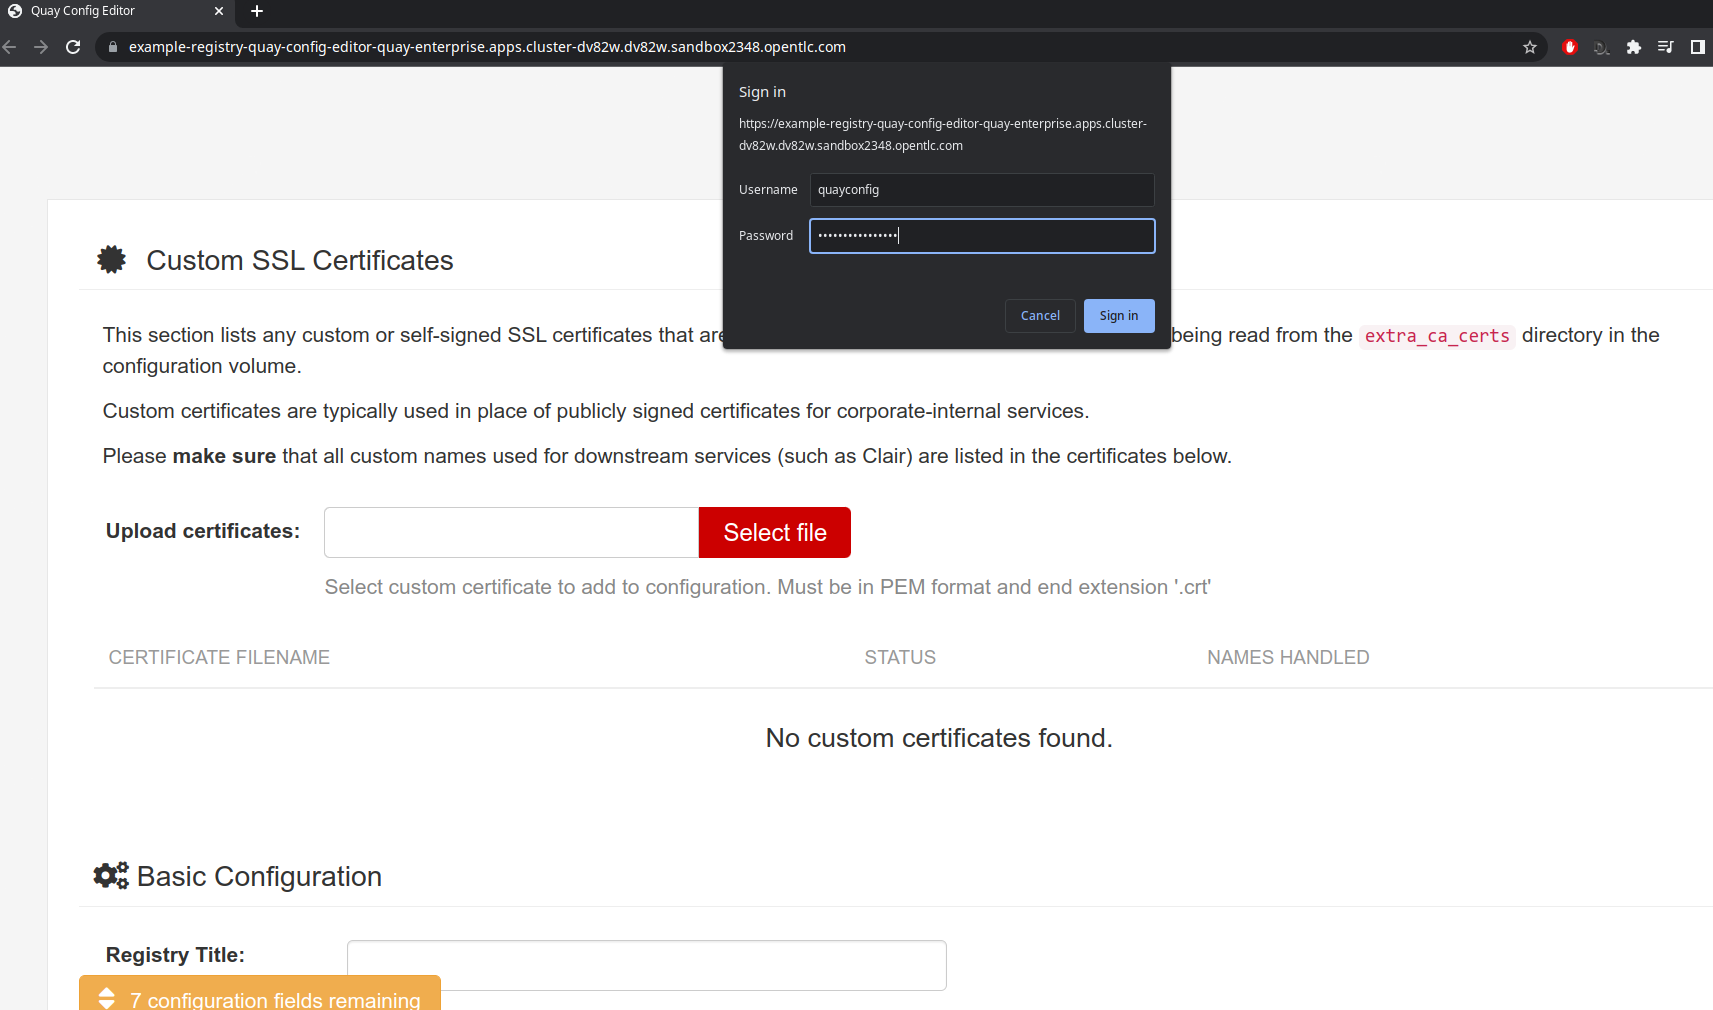 Quay Config Editor
example-registry-quay-config-editor-quay-enterprise.apps.cluster-dv82w.dv82w.sandbox2348.opentlc.com
Sign in
https://example-registry-quay-config-editor-quay-enterprise.apps.cluster-
dv82w.dv82w.sandbox2348.opentlc.com
Username quayconfig
Password ••••••••••••••••
Cancel Sign in
Custom SSL Certificates
This section lists any custom or self-signed SSL certificates that are being read from the extra_ca_certs directory in the
configuration volume.
Custom certificates are typically used in place of publicly signed certificates for corporate-internal services.
Please make sure that all custom names used for downstream services (such as Clair) are listed in the certificates below.
Upload certificates: Select file
Select custom certificate to add to configuration. Must be in PEM format and end extension '.crt'
CERTIFICATE FILENAME STATUS NAMES HANDLED
No custom certificates found.
Basic Configuration
Registry Title:
7 configuration fields remaining